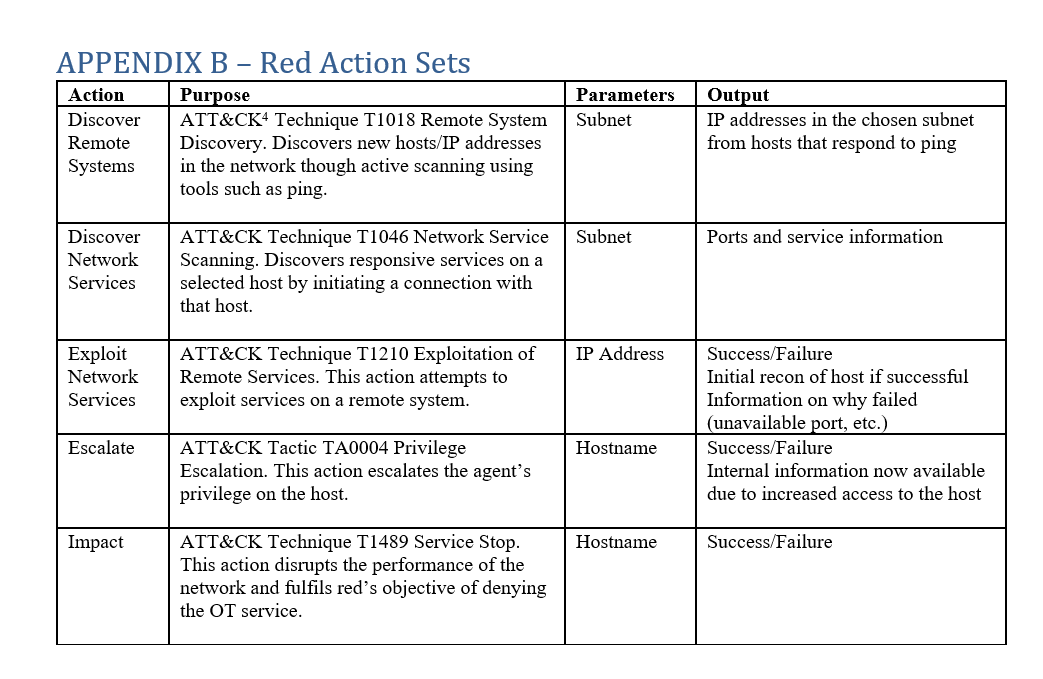 APPENDIX B – Red Action Sets
Action Purpose Parameters Output
Discover
Remote
Systems
ATT&CK⁴ Technique T1018 Remote System
Discovery. Discovers new hosts/IP addresses
in the network though active scanning using
tools such as ping.
Subnet
IP addresses in the chosen subnet
from hosts that respond to ping
Discover
Network
Services
ATT&CK Technique T1046 Network Service
Scanning. Discovers responsive services on a
selected host by initiating a connection with
that host.
Subnet
Ports and service information
Exploit
Network
Services
ATT&CK Technique T1210 Exploitation of
Remote Services. This action attempts to
exploit services on a remote system.
IP Address
Success/Failure
Initial recon of host if successful
Information on why failed
(unavailable port, etc.)
Escalate
ATT&CK Tactic TA0004 Privilege
Escalation. This action escalates the agent’s
privilege on the host.
Hostname
Success/Failure
Internal information now available
due to increased access to the host
Impact
ATT&CK Technique T1489 Service Stop.
This action disrupts the performance of the
network and fulfils red’s objective of denying
the OT service.
Hostname
Success/Failure